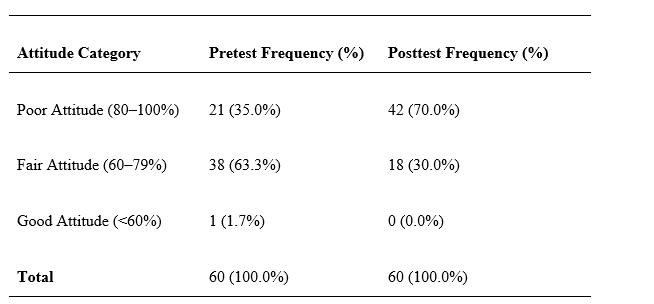 Attitude Category Pretest Frequency (%) Posttest Frequency (%)
Poor Attitude (80–100%) 21 (35.0%) 42 (70.0%)
Fair Attitude (60–79%) 38 (63.3%) 18 (30.0%)
Good Attitude (<60%) 1 (1.7%) 0 (0.0%)
Total 60 (100.0%) 60 (100.0%)